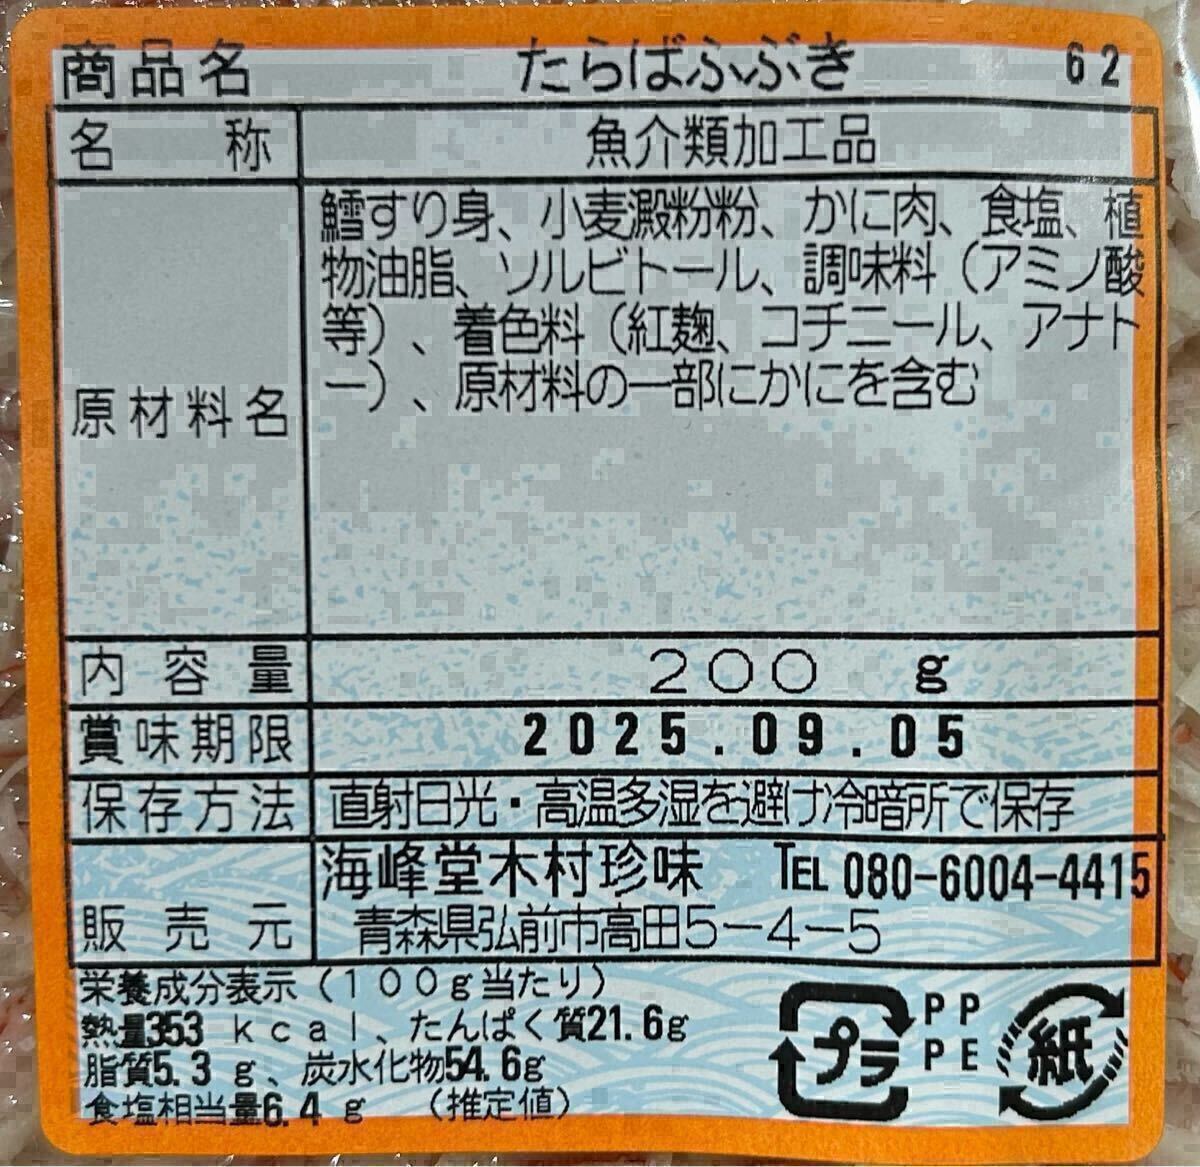 商品名 たらばふぶき 62
名称 魚介類加工品
原材料名 鱈すり身、小麦澱粉粉、かに肉、食塩、植
物油脂、ソルビトール、調味料（アミノ酸
等）、着色料（紅麹、コチニール、アナト
ー）、原材料の一部にかにを含む
内容量 200 g
賞味期限 2025.09.05
保存方法 直射日光・高温多湿を避け冷暗所で保存
販売元 海峰堂木村珍味 TEL 080-6004-4415
青森県弘前市高田5-4-5
栄養成分表示（100g当たり）
熱量353 kcal、たんぱく質21.6g
脂質5.3 g、炭水化物54.6g
食塩相当量6.4 g （推定値）
プラ PP PE 紙